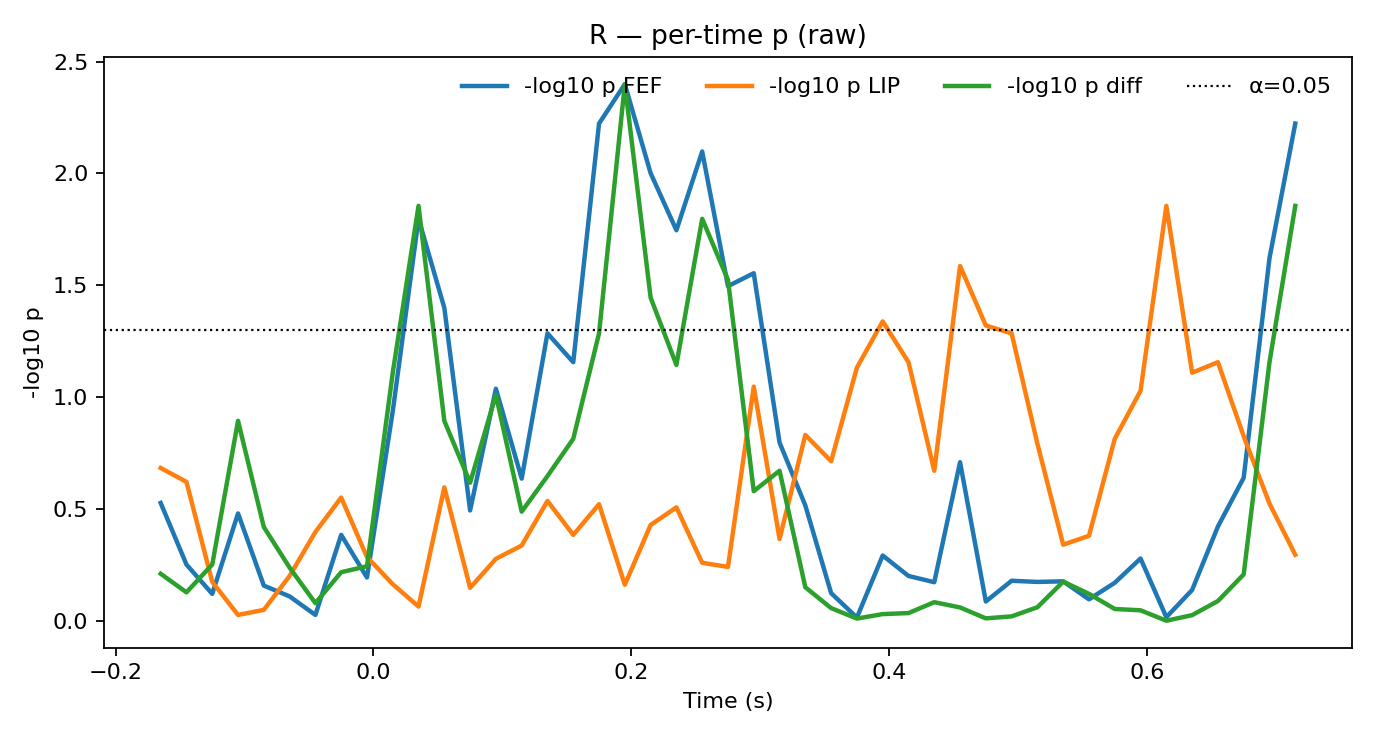 R — per-time p (raw)
-log10 p FEF
-log10 p LIP
-log10 p diff
α=0.05
2.5
2.0
1.5
1.0
0.5
0.0
-log10 p
−0.2
0.0
0.2
0.4
0.6
Time (s)